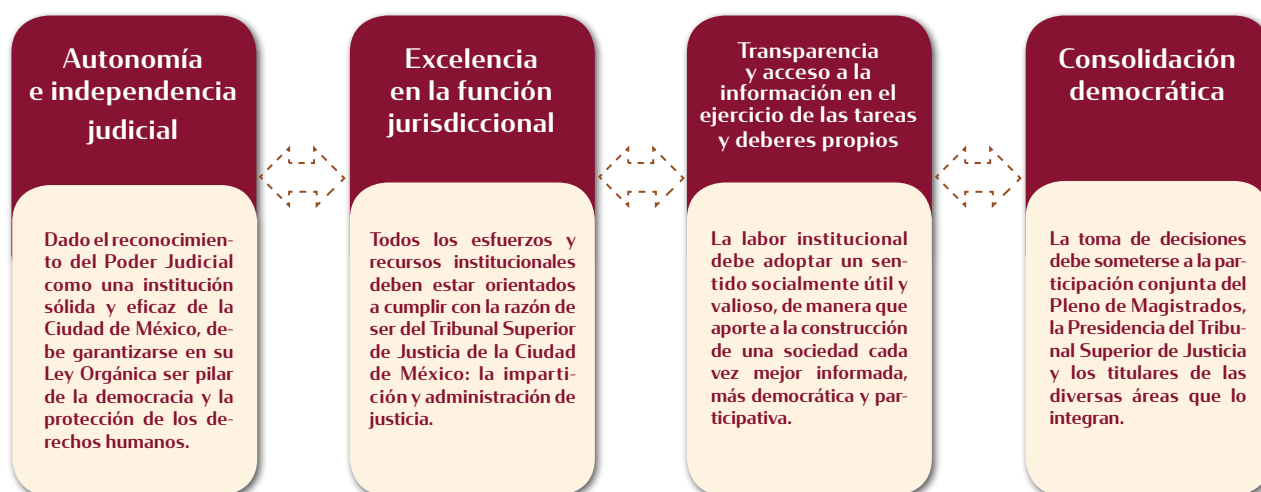 Autonomía
e independencia
judicial
Dado el reconocimien-
to del Poder Judicial
como una institución
sólida y eficaz de la
Ciudad de México, de-
be garantizarse en su
Ley Orgánica ser pilar
de la democracia y la
protección de los de-
rechos humanos.
Excelencia
en la función
jurisdiccional
Todos los esfuerzos y
recursos institucionales
deben estar orientados
a cumplir con la razón de
ser del Tribunal Superior
de Justicia de la Ciudad
de México: la imparti-
ción y administración de
justicia.
Transparencia
y acceso a la
información en el
ejercicio de las tareas
y deberes propios
La labor institucional
debe adoptar un sen-
tido socialmente útil y
valioso, de manera que
aporte a la construcción
de una sociedad cada
vez mejor informada,
más democrática y par-
ticipativa.
Consolidación
democrática
La toma de decisiones
debe someterse a la par-
ticipación conjunta del
Pleno de Magistrados,
la Presidencia del Tribu-
nal Superior de Justicia
y los titulares de las
diversas áreas que lo
integran.